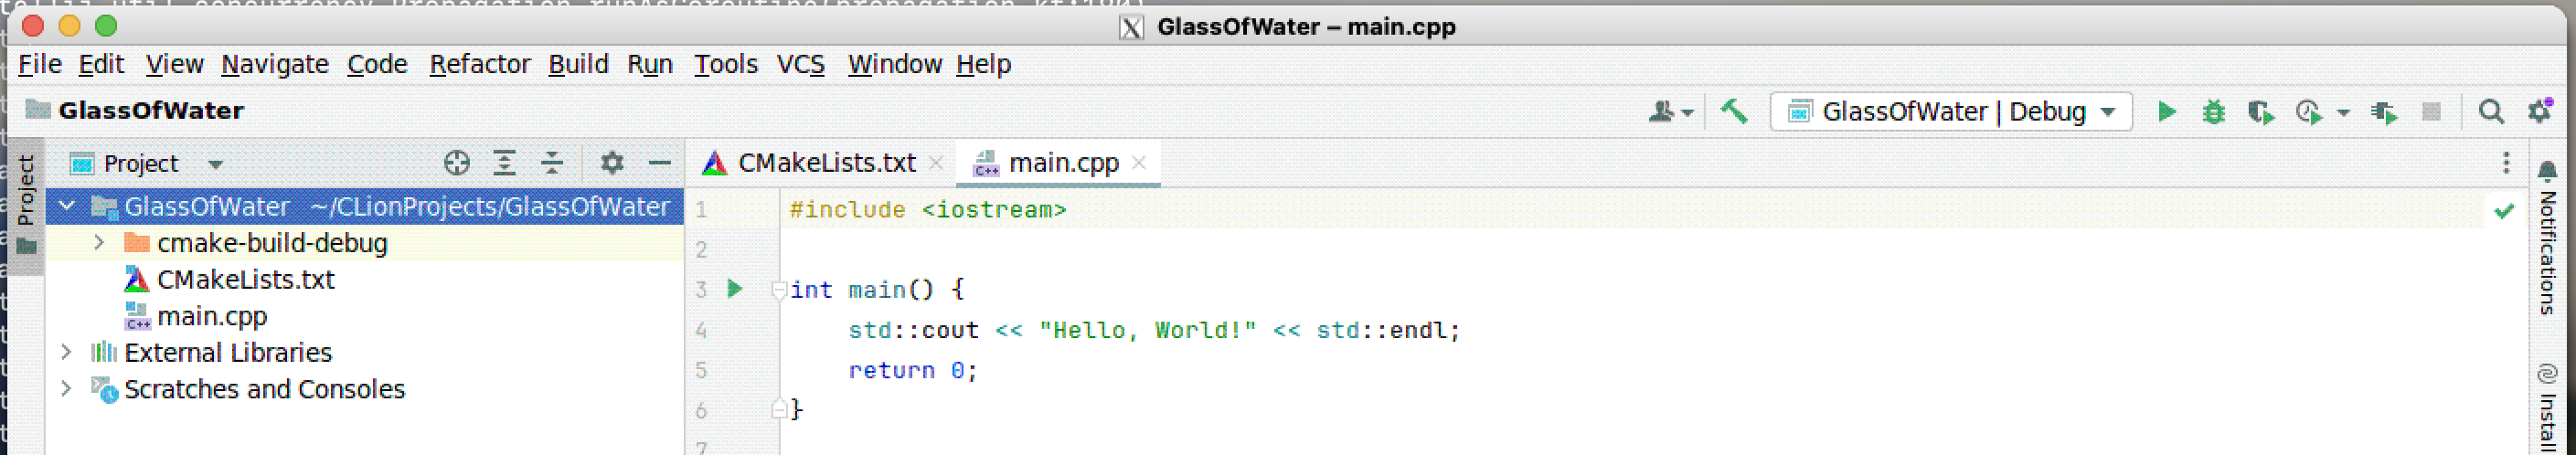 GlassOfWater – main.cpp
File Edit View Navigate Code Refactor Build Run Tools VCS Window Help
GlassOfWater
GlassOfWater | Debug
Project
Project
CMakeLists.txt
main.cpp
GlassOfWater ~/CLionProjects/GlassOfWater
cmake-build-debug
CMakeLists.txt
C++ main.cpp
External Libraries
Scratches and Consoles
1 #include <iostream>
2
3 int main() {
4 std::cout << "Hello, World!" << std::endl;
5 return 0;
6 }
7
Notifications
Install